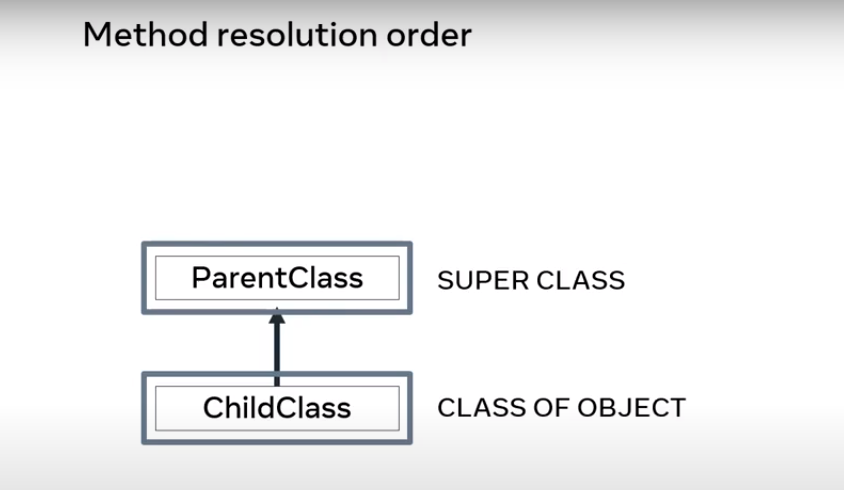 Method resolution order
ParentClass
SUPER CLASS
ChildClass
CLASS OF OBJECT